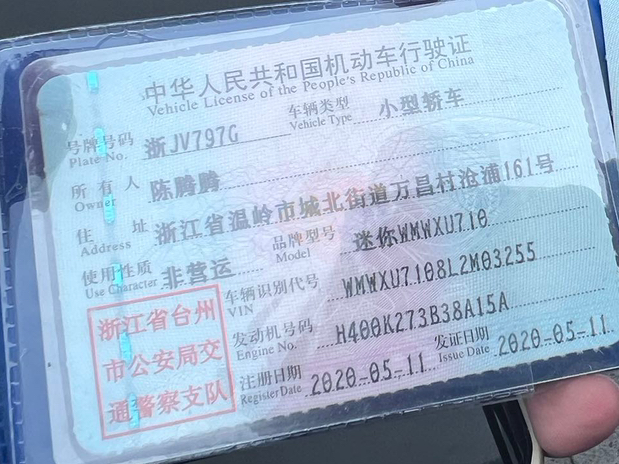 中华人民共和国机动车行驶证
Vehicle License of the People's Republic of China
号牌号码 浙JV797G 车辆类型 小型轿车
Plate No. Vehicle Type
所有人 陈腾腾
Owner
住址 浙江省温岭市城北街道万昌村沧浦161号
Address
使用性质 非营运 品牌型号 迷你WMWXU710
Use Character Model
车辆识别代号 WMWXU7108L2M03255
VIN
发动机号码 H400K273B38A15A
Engine No.
注册日期 2020-05-11 发证日期 2020-05-11
Register Date Issue Date
浙江省台州
市公安局交
通警察支队